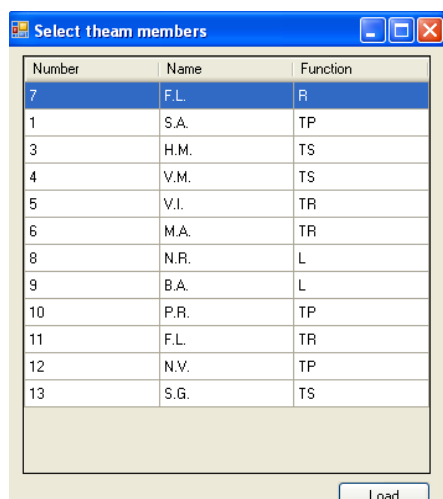 Select theam members
Number Name Function
7 F.L. R
1 S.A. TP
3 H.M. TS
4 V.M. TS
5 V.I. TR
6 M.A. TR
8 N.R. L
9 B.A. L
10 P.R. TP
11 F.L. TR
12 N.V. TP
13 S.G. TS
Load